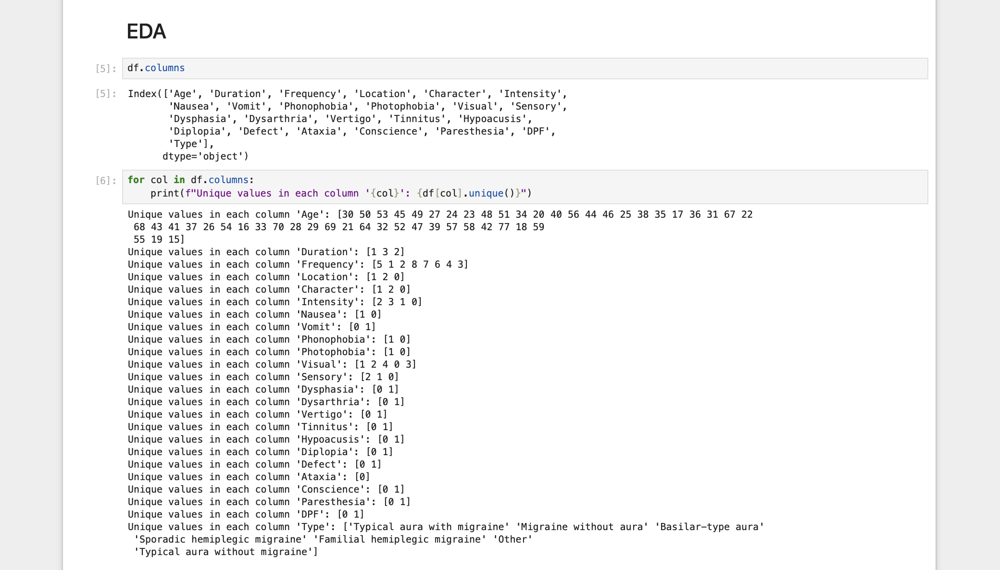 EDA
[5]: df.columns
[5]: Index(['Age', 'Duration', 'Frequency', 'Location', 'Character', 'Intensity',
       'Nausea', 'Vomit', 'Phonophobia', 'Photophobia', 'Visual', 'Sensory',
       'Dysphasia', 'Dysarthria', 'Vertigo', 'Tinnitus', 'Hypoacusis',
       'Diplopia', 'Defect', 'Ataxia', 'Conscience', 'Paresthesia', 'DPF',
       'Type'],
      dtype='object')
[6]: for col in df.columns:
    print(f"Unique values in each column '{col}': {df[col].unique()}")
Unique values in each column 'Age': [30 50 53 45 49 27 24 23 48 51 34 20 40 56 44 46 25 38 35 17 36 31 67 22
 68 43 41 37 26 54 16 33 70 28 29 69 21 64 32 52 47 39 57 58 42 77 18 59
 55 19 15]
Unique values in each column 'Duration': [1 3 2]
Unique values in each column 'Frequency': [5 1 2 8 7 6 4 3]
Unique values in each column 'Location': [1 2 0]
Unique values in each column 'Character': [1 2 0]
Unique values in each column 'Intensity': [2 3 1 0]
Unique values in each column 'Nausea': [1 0]
Unique values in each column 'Vomit': [0 1]
Unique values in each column 'Phonophobia': [1 0]
Unique values in each column 'Photophobia': [1 0]
Unique values in each column 'Visual': [1 2 4 0 3]
Unique values in each column 'Sensory': [2 1 0]
Unique values in each column 'Dysphasia': [0 1]
Unique values in each column 'Dysarthria': [0 1]
Unique values in each column 'Vertigo': [0 1]
Unique values in each column 'Tinnitus': [0 1]
Unique values in each column 'Hypoacusis': [0 1]
Unique values in each column 'Diplopia': [0 1]
Unique values in each column 'Defect': [0 1]
Unique values in each column 'Ataxia': [0]
Unique values in each column 'Conscience': [0 1]
Unique values in each column 'Paresthesia': [0 1]
Unique values in each column 'DPF': [0 1]
Unique values in each column 'Type': ['Typical aura with migraine' 'Migraine without aura' 'Basilar-type aura'
 'Sporadic hemiplegic migraine' 'Familial hemiplegic migraine' 'Other'
 'Typical aura without migraine']